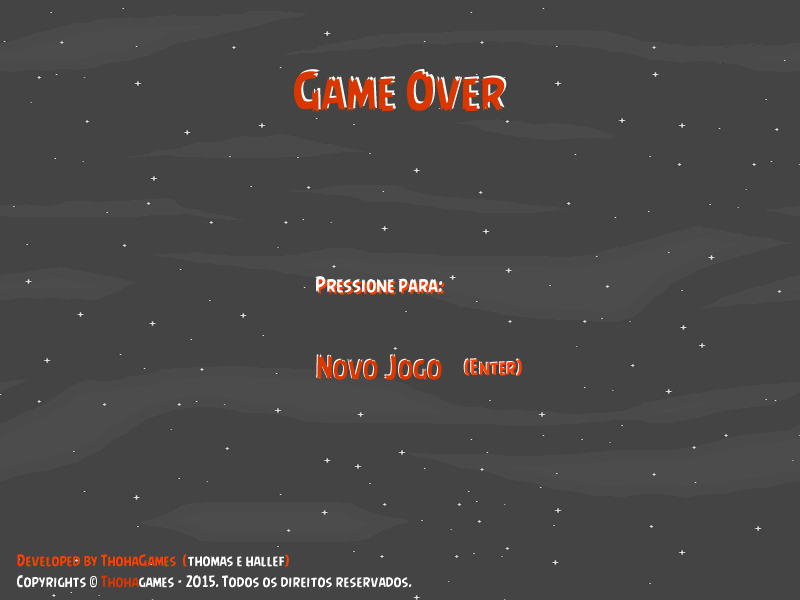 Game Over
Pressione para:
Novo Jogo (Enter)
Developed by ThohaGames (thomas e hallef)
Copyrights © Thohagames - 2015. Todos os direitos reservados.